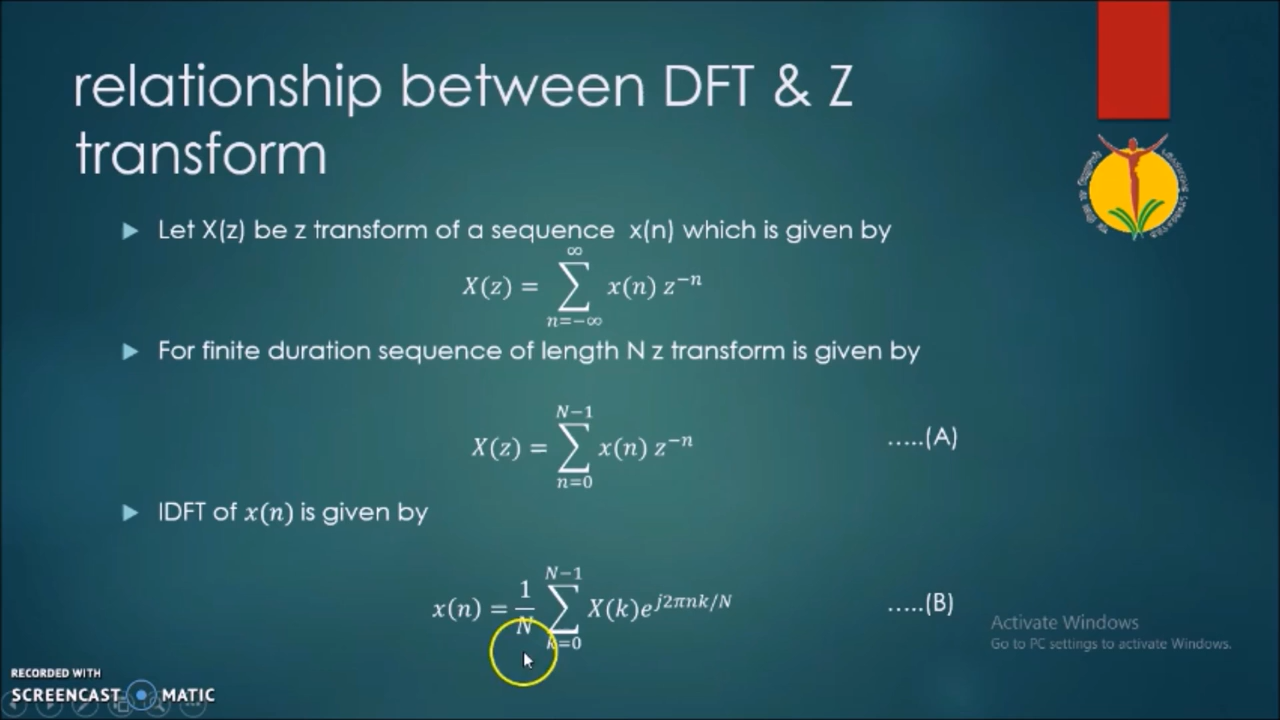 relationship between DFT & Z
transform
Let X(z) be z transform of a sequence x(n) which is given by
X(z) = ∞ ∑ n=−∞ x(n) z^−n
For finite duration sequence of length N z transform is given by
X(z) = N−1 ∑ n=0 x(n) z^−n .....(A)
IDFT of x(n) is given by
x(n) = 1/N N−1 ∑ k=0 X(k)e^j2πnk/N .....(B)
Activate Windows
Go to PC settings to activate Windows.
RECORDED WITH
SCREENCAST MATIC